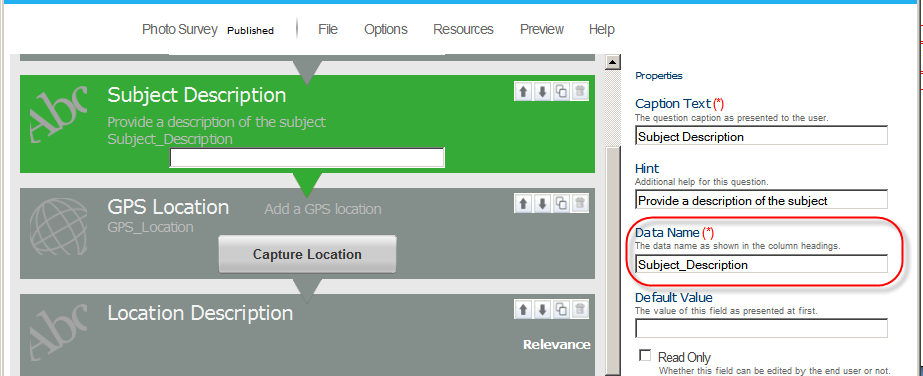 Photo Survey Published File Options Resources Preview Help
Abc
Subject Description
Provide a description of the subject
Subject_Description
GPS Location Add a GPS location
GPS_Location
Capture Location
Abc
Location Description
Relevance
Properties
Caption Text (*)
The question caption as presented to the user.
Subject Description
Hint
Additional help for this question.
Provide a description of the subject
Data Name (*)
The data name as shown in the column headings.
Subject_Description
Default Value
The value of this field as presented at first.
Read Only
Whether this field can be edited by the end user or not.